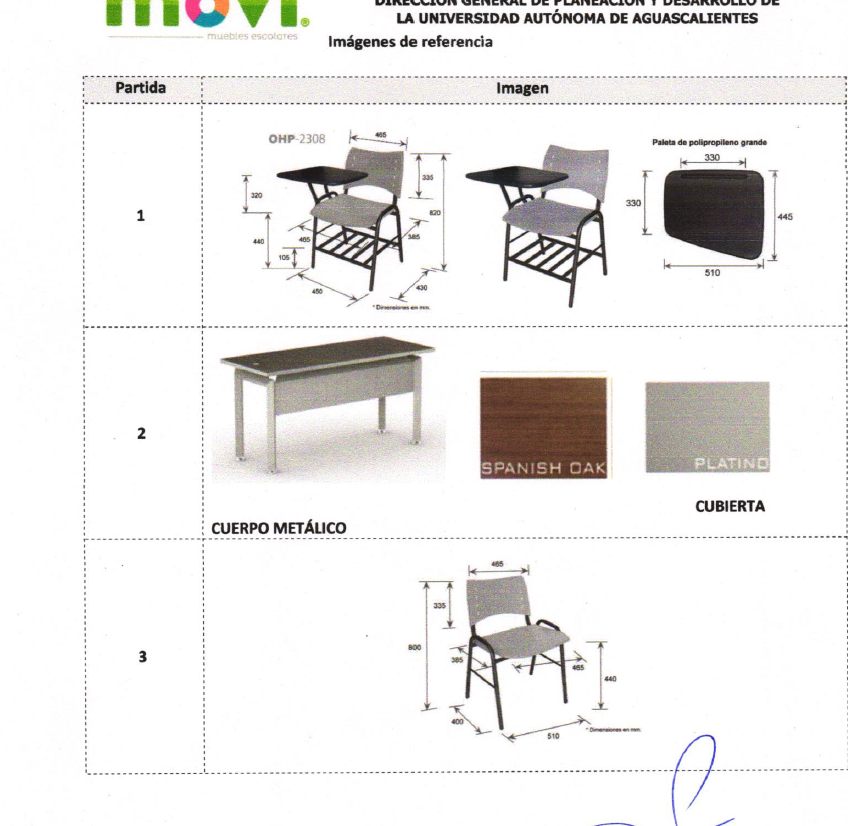 movi.
muebles escolares
DIRECCIÓN GENERAL DE PLANEACIÓN Y DESARROLLO DE
LA UNIVERSIDAD AUTÓNOMA DE AGUASCALIENTES
Imágenes de referencia
Partida
Imagen
1
OHP-2308
465
335
320
820
440
465
385
105
450
430
* Dimensiones en mm.
Paleta de polipropileno grande
330
330
445
510
2
SPANISH OAK
PLATINO
CUBIERTA
CUERPO METÁLICO
3
465
335
800
385
465
440
400
510
* Dimensiones en mm.